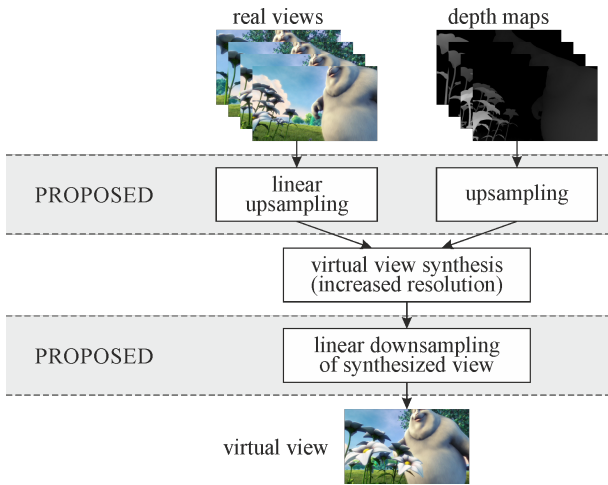 real views
depth maps
PROPOSED
linear
upsampling
upsampling
virtual view synthesis
(increased resolution)
PROPOSED
linear downsampling
of synthesized view
virtual view